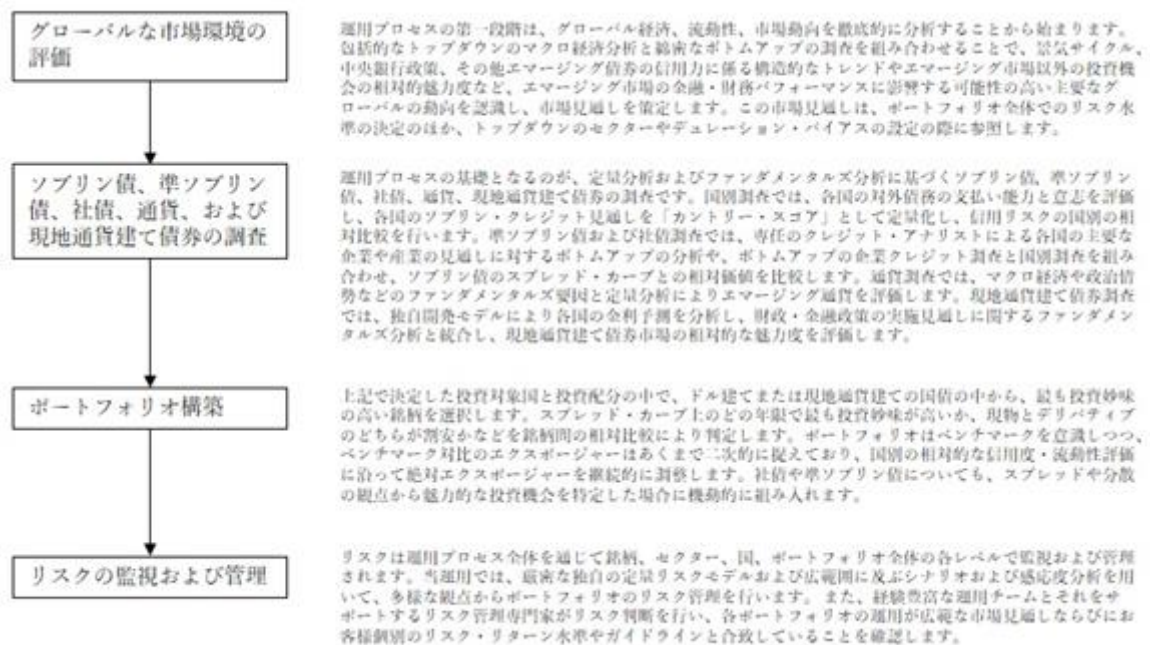 グローバルな市場環境の
評価
運用プロセスの第一段階は、グローバル経済、流動性、市場動向を徹底的に分析することから始まります。
包括的なトップダウンのマクロ経済分析と綿密なボトムアップの調査を組み合わせることで、景気サイクル、
中央銀行政策、その他エマージング債券の信用力に係る構造的なトレンドやエマージング市場以外の投資機
会の相対的魅力度など、エマージング市場の金融・財務パフォーマンスに影響する可能性の高い主要なグ
ローバルの動向を認識し、市場見通しを策定します。この市場見通しは、ポートフォリオ全体でのリスク水
準の決定のほか、トップダウンのセクターやデュレーション・バイアスの設定の際に参照します。
ソブリン債、準ソブリン
債、社債、通貨、および
現地通貨建て債券の調査
運用プロセスの基礎となるのが、定量分析およびファンダメンタルズ分析に基づくソブリン債、準ソブリン
債、社債、通貨、現地通貨建て債券の調査です。国別調査では、各国の対外債務の支払い能力と意志を評価
し、各国のソブリン・クレジット見通しを「カントリー・スコア」として定量化し、信用リスクの国別の相
対比較を行います。準ソブリン債および社債調査では、専任のクレジット・アナリストによる各国の主要な
企業や産業の見通しに対するボトムアップの分析や、ボトムアップの企業クレジット調査と国別調査を組み
合わせ、ソブリン債のスプレッド・カーブとの相対価値を比較します。通貨調査では、マクロ経済や政治情
勢などのファンダメンタルズ要因と定量分析によりエマージング通貨を評価します。現地通貨建て債券調査
では、独自開発モデルにより各国の金利予測を分析し、財政・金融政策の実施見通しに関するファンダメン
タルズ分析と統合し、現地通貨建て債券市場の相対的な魅力度を評価します。
ポートフォリオ構築
上記で決定した投資対象国と投資配分の中で、ドル建てまたは現地通貨建ての国債の中から、最も投資妙味
の高い銘柄を選択します。スプレッド・カーブ上のどの年限で最も投資妙味が高いか、現物とデリバティブ
のどちらが割安かなどを銘柄間の相対比較により判定します。ポートフォリオはベンチマークを意識しつつ、
ベンチマーク対比のエクスポージャーはあくまで二次的に捉えており、国別の相対的な信用度・流動性評価
に沿って絶対エクスポージャーを継続的に調整します。社債や準ソブリン債についても、スプレッドや分散
の観点から魅力的な投資機会を特定した場合に機動的に組み入れます。
リスクの監視および管理
リスクは運用プロセス全体を通じて銘柄、セクター、国、ポートフォリオ全体の各レベルで監視および管理
されます。当運用では、厳密な独自の定量リスクモデルおよび広範囲に及ぶシナリオおよび感応度分析を用
いて、多様な観点からポートフォリオのリスク管理を行います。また、経験豊富な運用チームとそれをサ
ポートするリスク管理専門家がリスク判断を行い、各ポートフォリオの運用が広範な市場見通しならびにお
客様個別のリスク・リターン水準やガイドラインと合致していることを確認します。